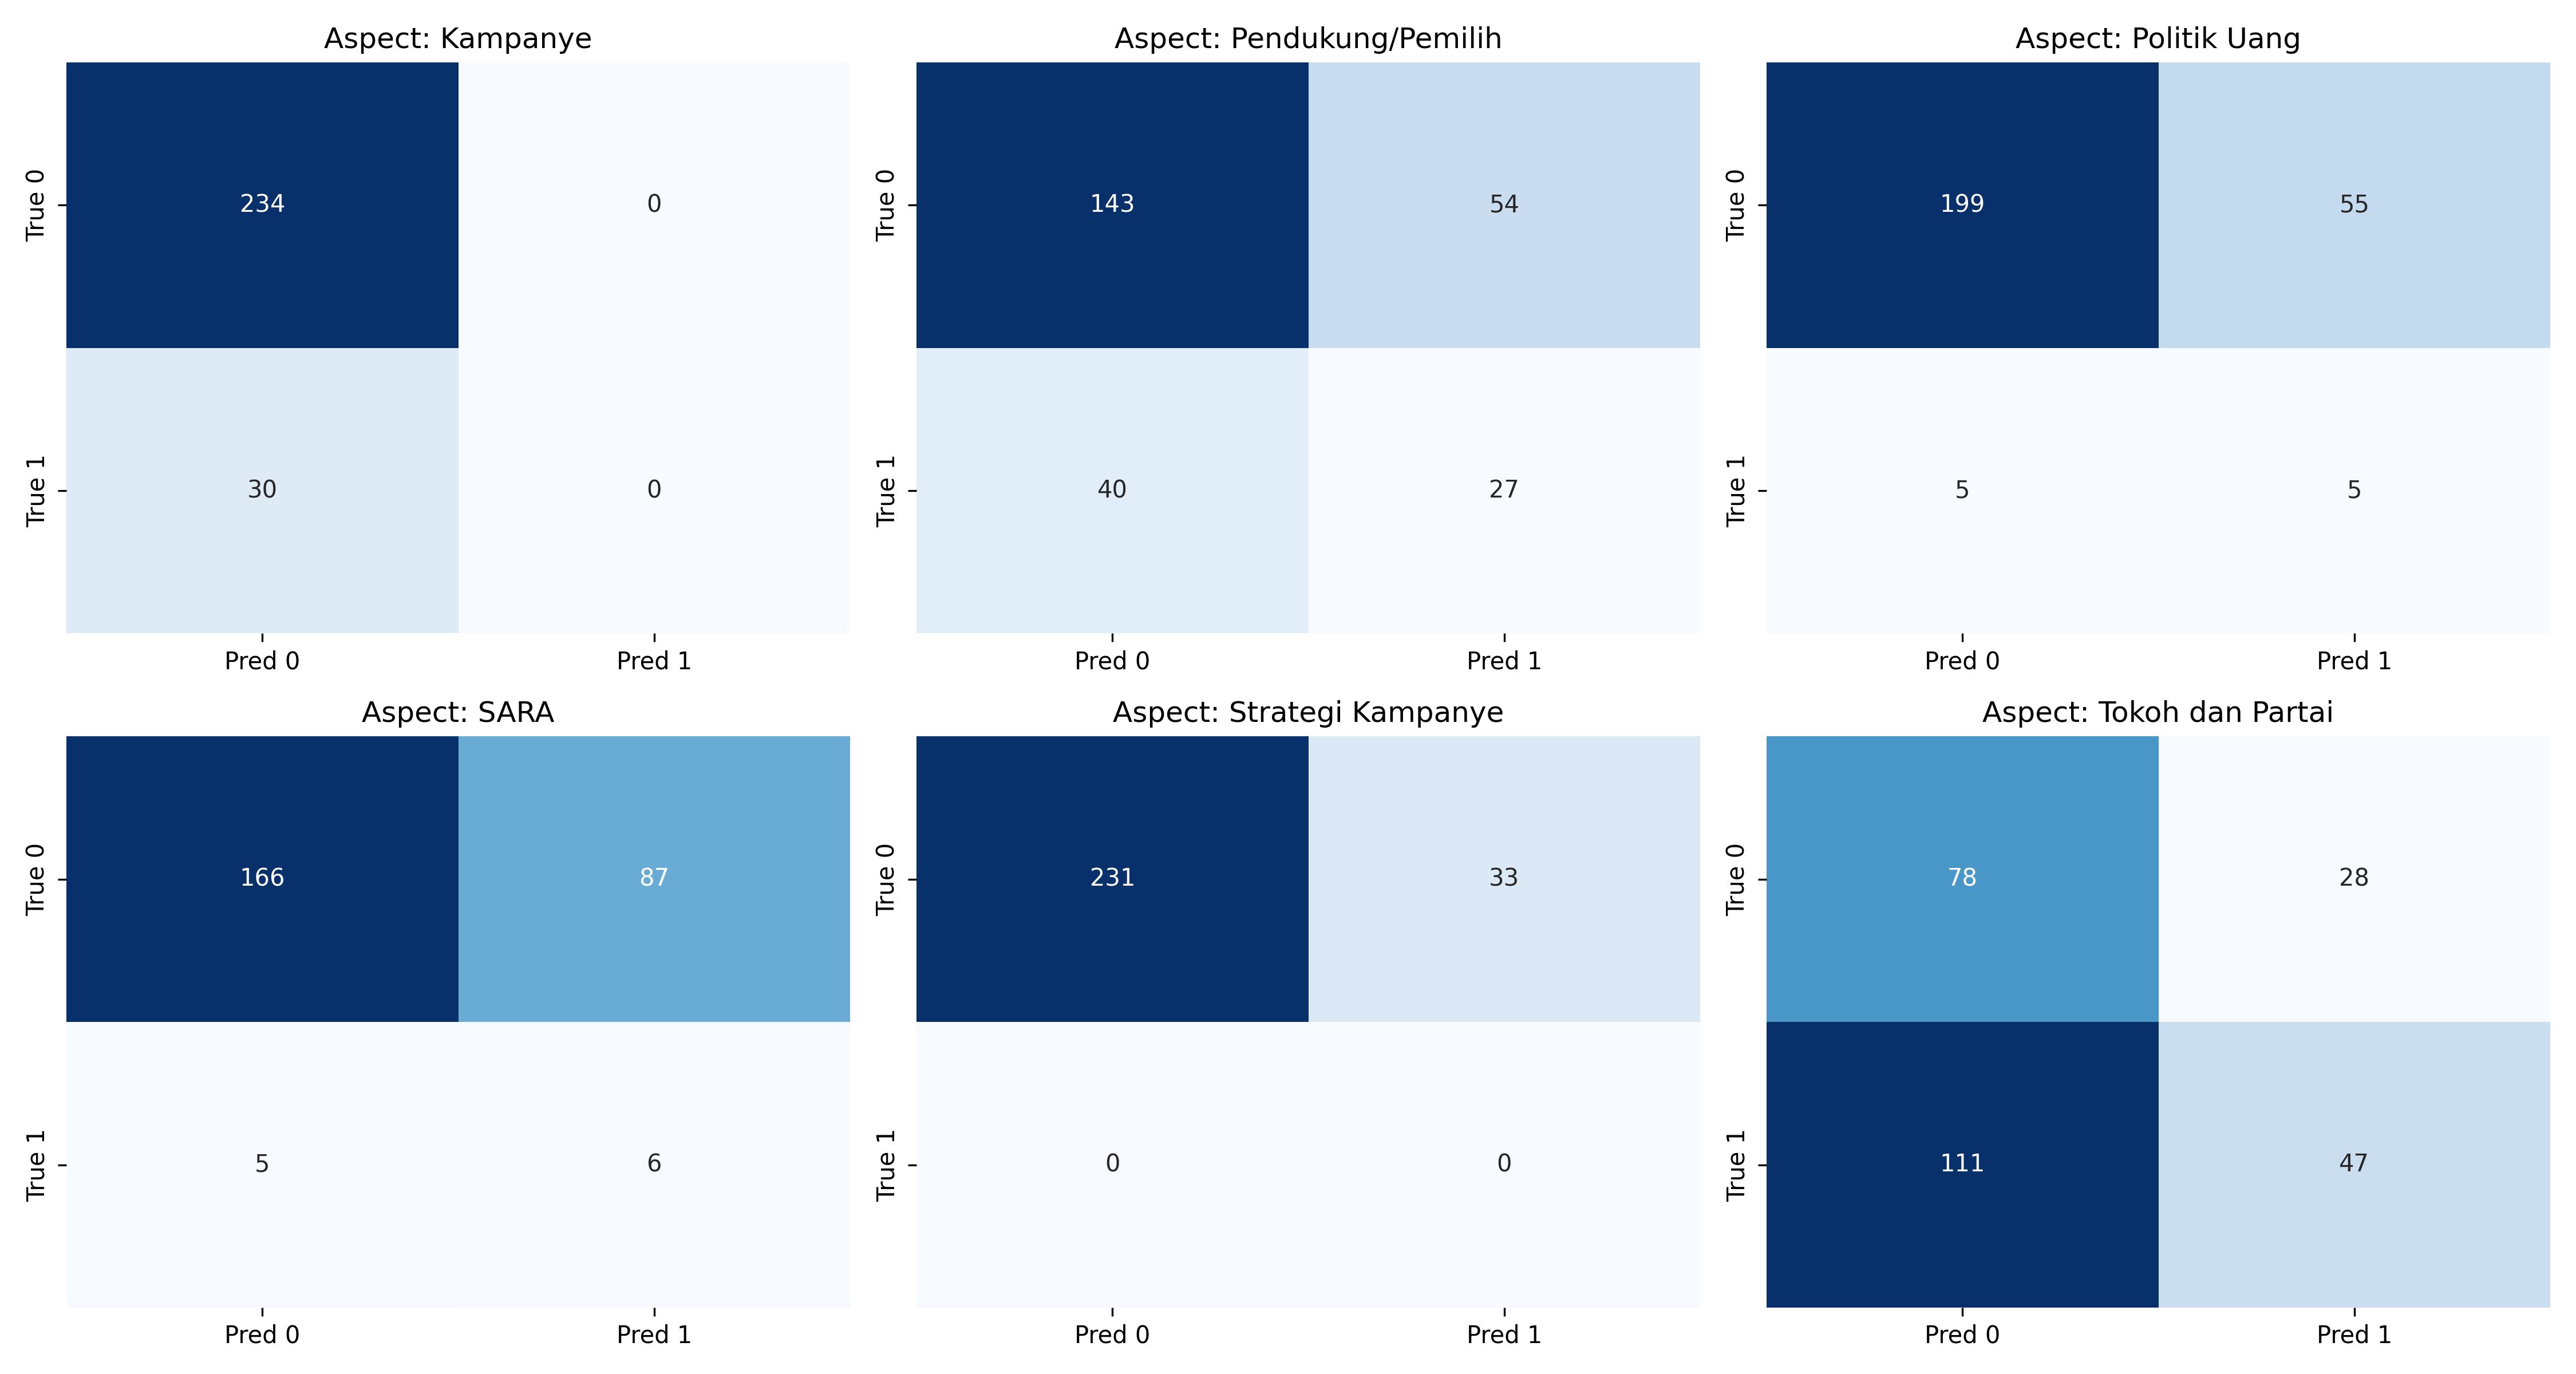 Aspect: Kampanye
True 0
234
0
True 1
30
0
Pred 0
Pred 1
Aspect: Pendukung/Pemilih
True 0
143
54
True 1
40
27
Pred 0
Pred 1
Aspect: Politik Uang
True 0
199
55
True 1
5
5
Pred 0
Pred 1
Aspect: SARA
True 0
166
87
True 1
5
6
Pred 0
Pred 1
Aspect: Strategi Kampanye
True 0
231
33
True 1
0
0
Pred 0
Pred 1
Aspect: Tokoh dan Partai
True 0
78
28
True 1
111
47
Pred 0
Pred 1